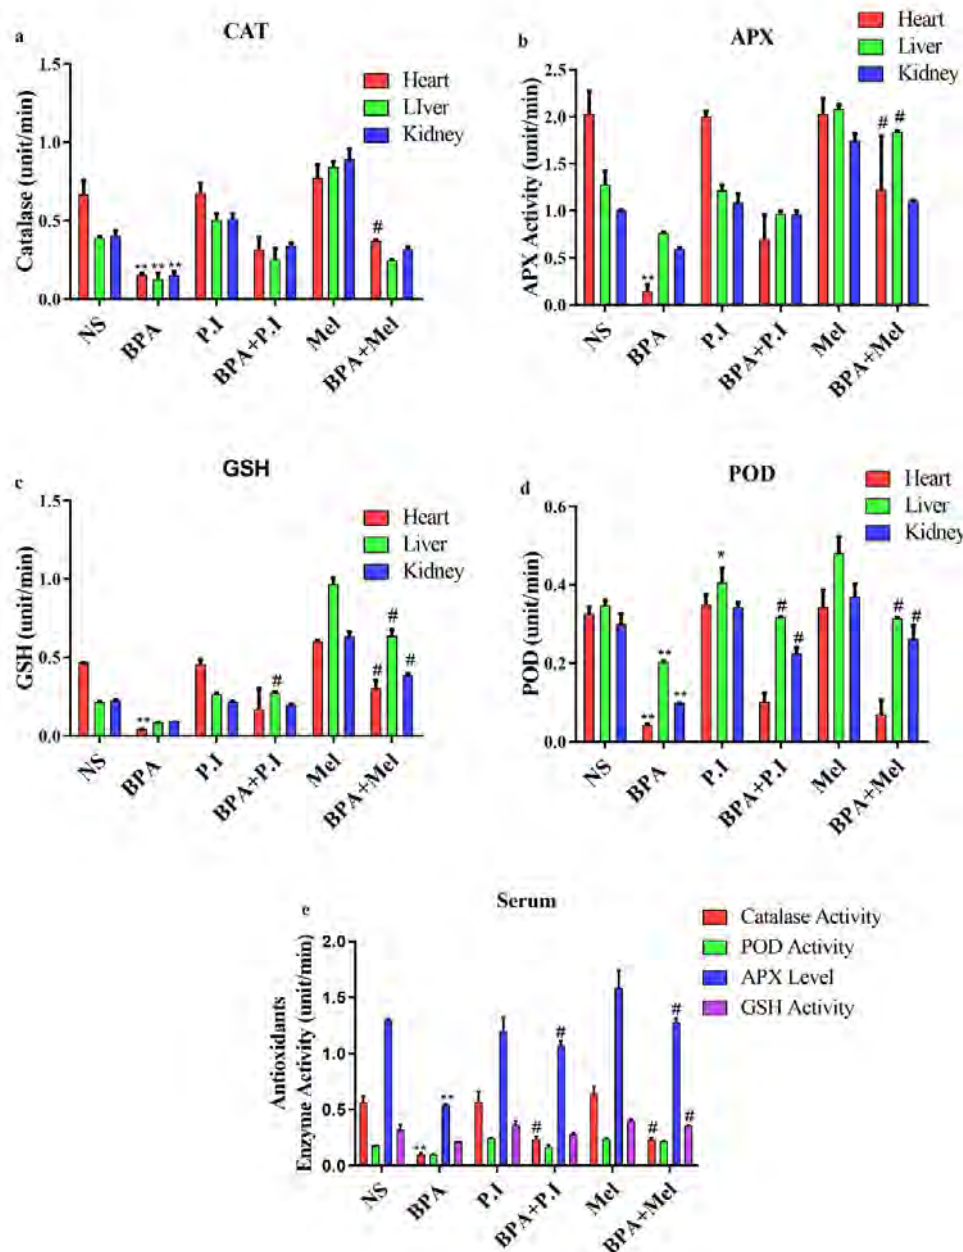 a
CAT
Heart
LIver
Kidney
Catalase (unit/min)
1.5
1.0
0.5
0.0
** ** **
#
NS
BPA
P.I
BPA+P.I
Mel
BPA+Mel
b
APX
Heart
Liver
Kidney
APX Activity (unit/min)
2.5
2.0
1.5
1.0
0.5
0.0
**
# #
NS
BPA
P.I
BPA+P.I
Mel
BPA+Mel
c
GSH
Heart
Liver
Kidney
GSH (unit/min)
1.5
1.0
0.5
0.0
**
#
# # #
NS
BPA
P.I
BPA+P.I
Mel
BPA+Mel
d
POD
Heart
Liver
Kidney
POD (unit/min)
0.6
0.4
0.2
0.0
** ** **
*
# #
# #
NS
BPA
P.I
BPA+P.I
Mel
BPA+Mel
e
Serum
Catalase Activity
POD Activity
APX Level
GSH Activity
Antioxidants
Enzyme Activity (unit/min)
2.0
1.5
1.0
0.5
0.0
** **
# #
# # #
NS
BPA
P.I
BPA+P.I
Mel
BPA+Mel